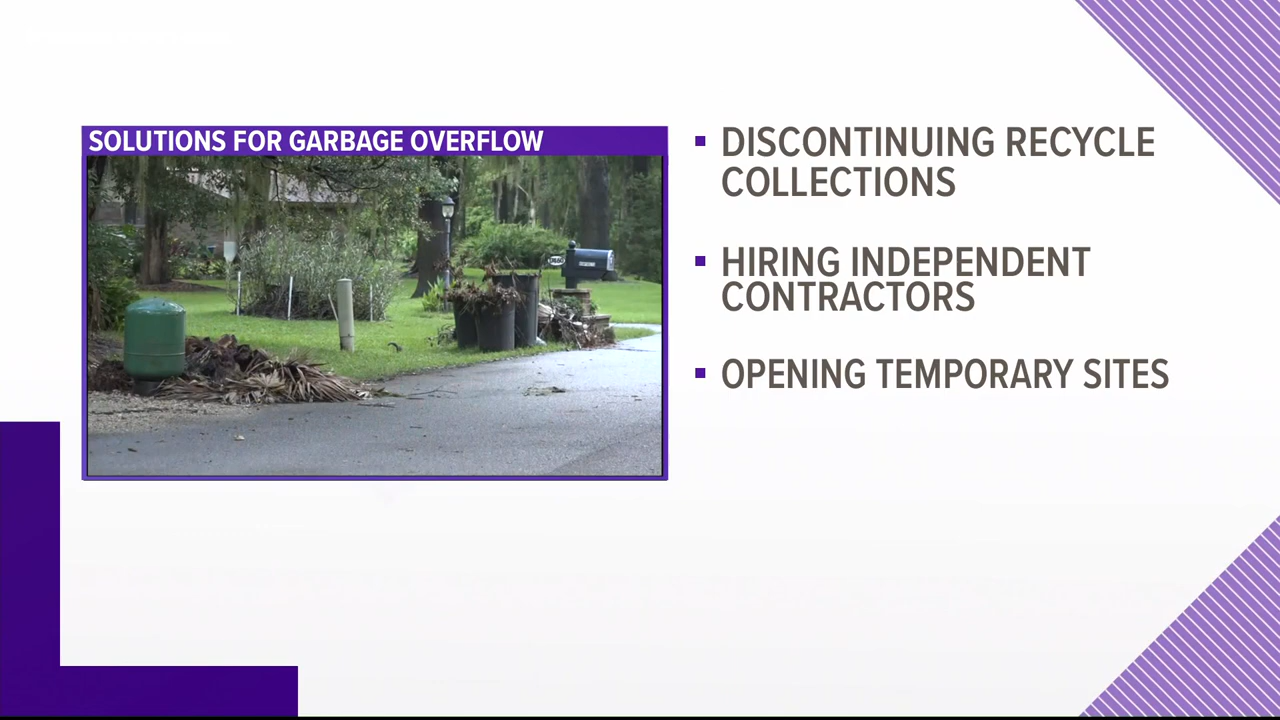 SOLUTIONS FOR GARBAGE OVERFLOW
DISCONTINUING RECYCLE
COLLECTIONS
HIRING INDEPENDENT
CONTRACTORS
OPENING TEMPORARY SITES